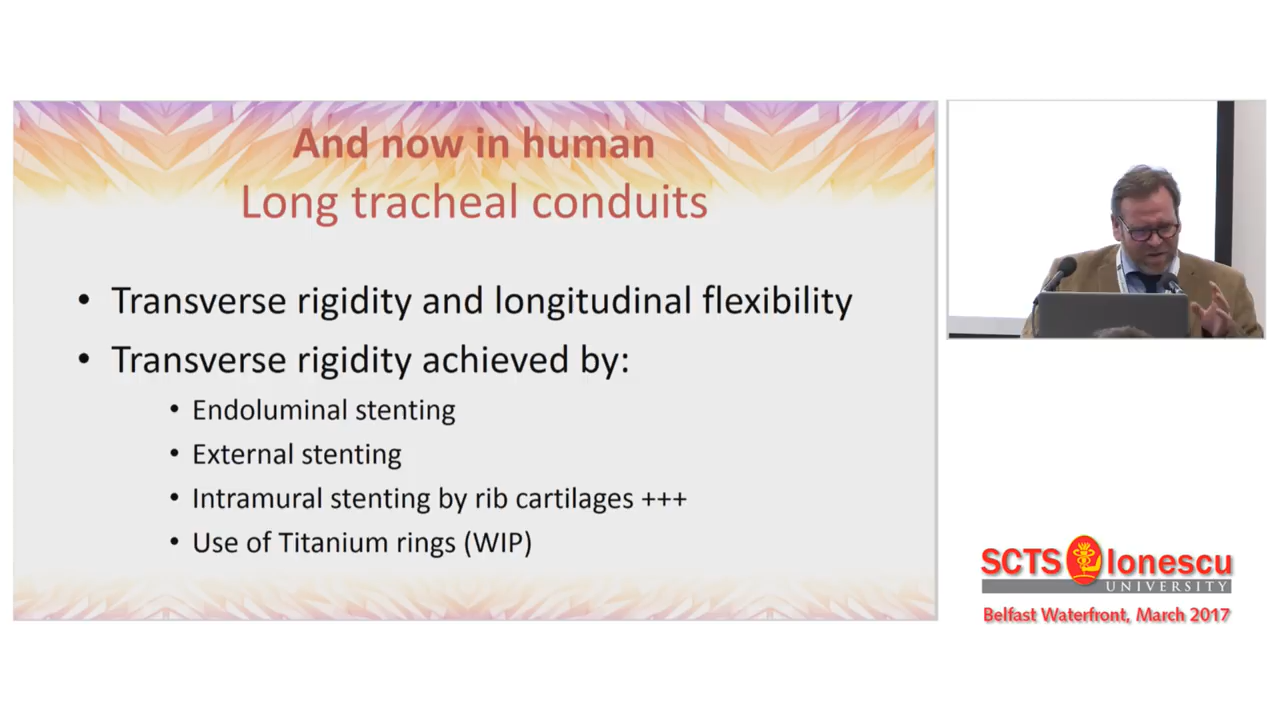 And now in human
Long tracheal conduits
• Transverse rigidity and longitudinal flexibility
• Transverse rigidity achieved by:
• Endoluminal stenting
• External stenting
• Intramural stenting by rib cartilages +++
• Use of Titanium rings (WIP)
SCTS Ionescu
UNIVERSITY
Belfast Waterfront, March 2017